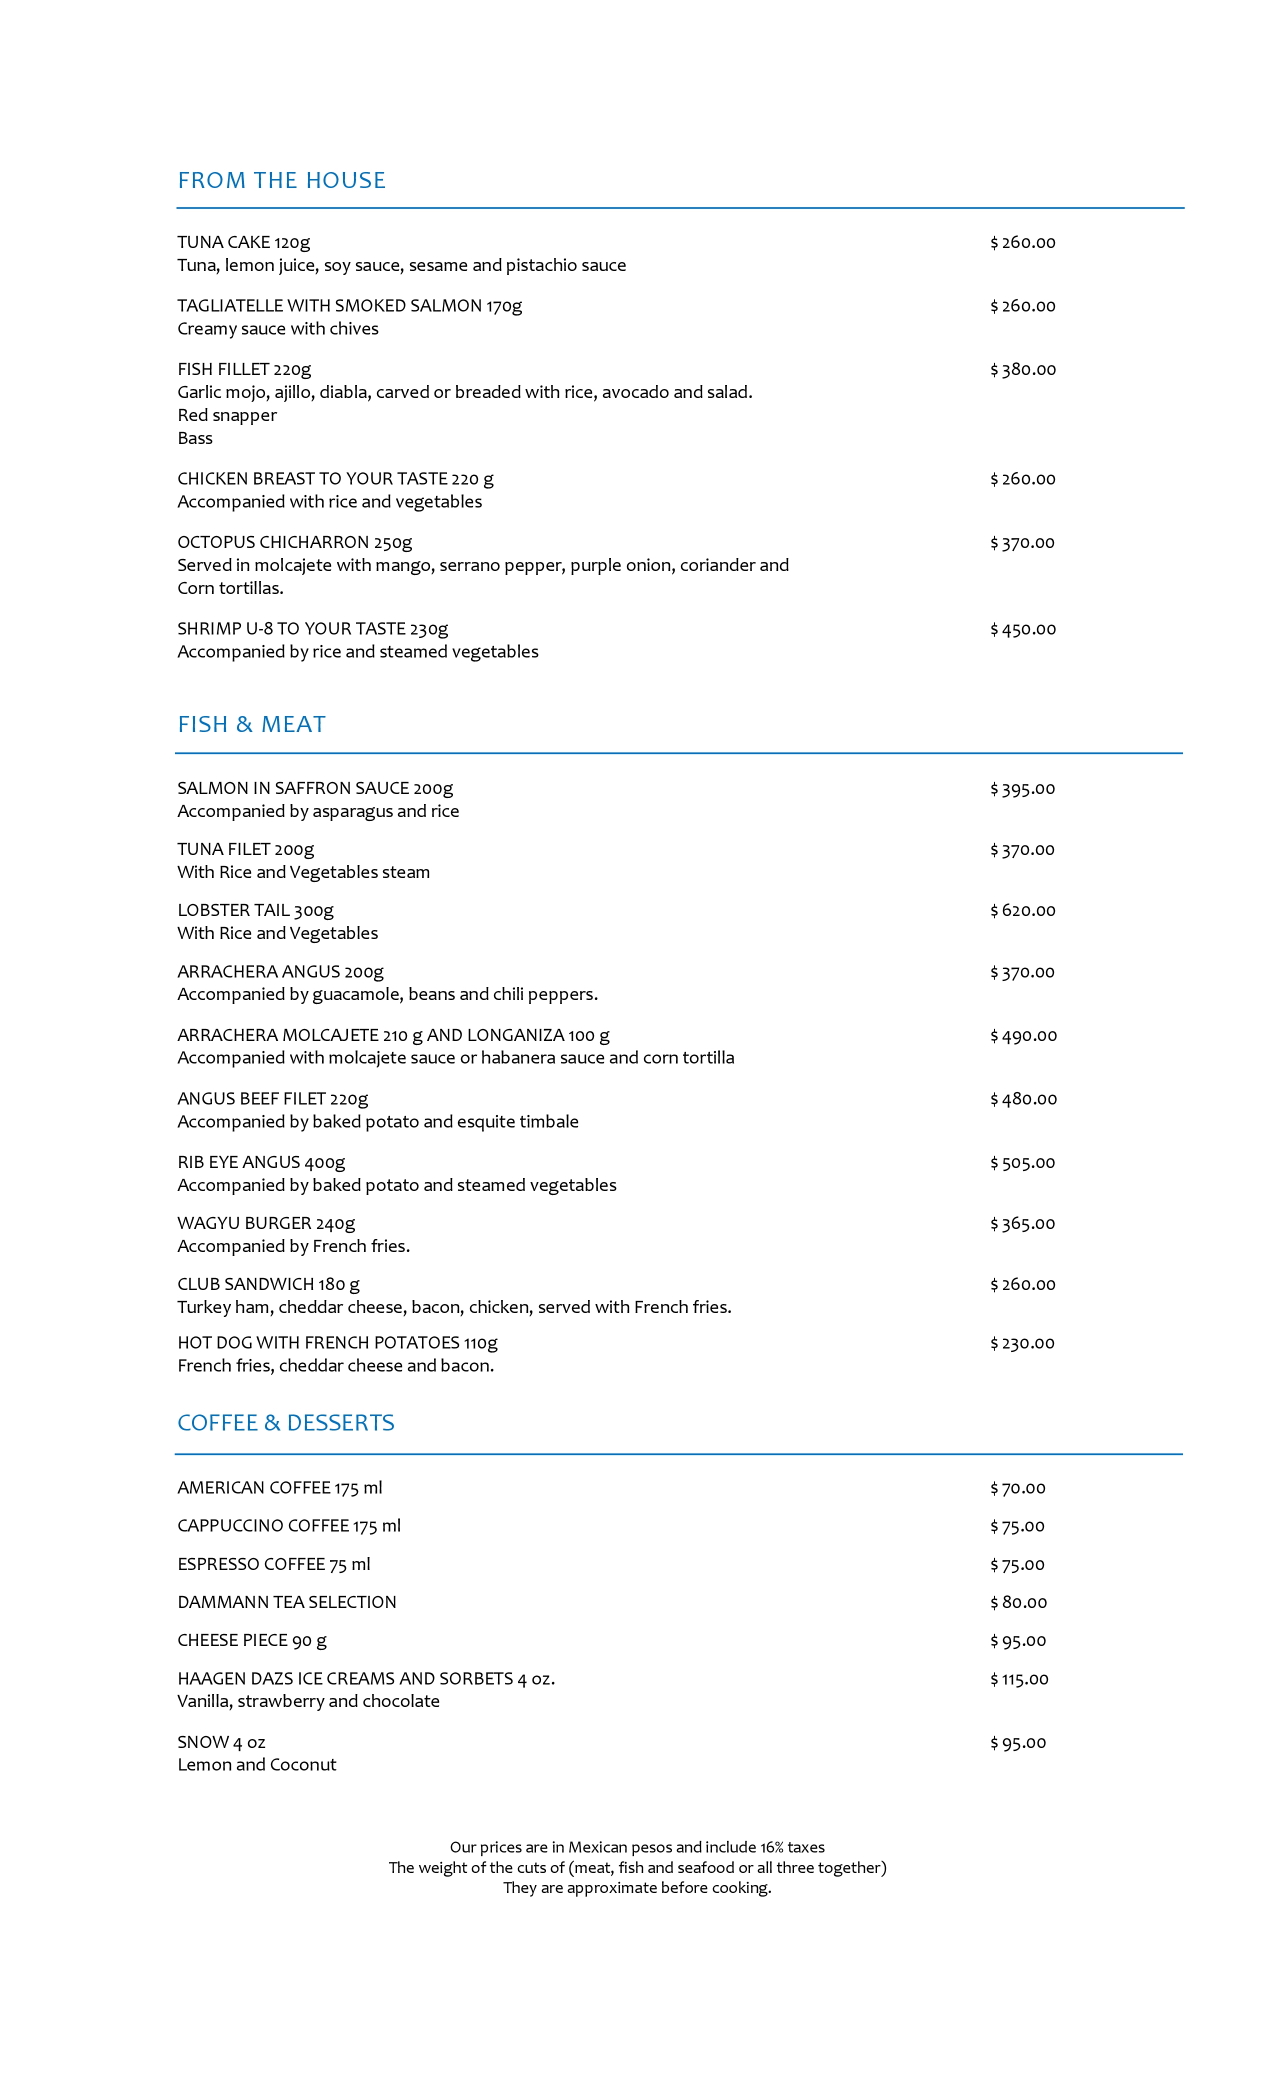 FROM THE HOUSE
TUNA CAKE 120g $ 260.00
Tuna, lemon juice, soy sauce, sesame and pistachio sauce
TAGLIATELLE WITH SMOKED SALMON 170g $ 260.00
Creamy sauce with chives
FISH FILLET 220g $ 380.00
Garlic mojo, ajillo, diabla, carved or breaded with rice, avocado and salad.
Red snapper
Bass
CHICKEN BREAST TO YOUR TASTE 220 g $ 260.00
Accompanied with rice and vegetables
OCTOPUS CHICHARRON 250g $ 370.00
Served in molcajete with mango, serrano pepper, purple onion, coriander and
Corn tortillas.
SHRIMP U-8 TO YOUR TASTE 230g $ 450.00
Accompanied by rice and steamed vegetables
FISH & MEAT
SALMON IN SAFFRON SAUCE 200g $ 395.00
Accompanied by asparagus and rice
TUNA FILET 200g $ 370.00
With Rice and Vegetables steam
LOBSTER TAIL 300g $ 620.00
With Rice and Vegetables
ARRACHERA ANGUS 200g $ 370.00
Accompanied by guacamole, beans and chili peppers.
ARRACHERA MOLCAJETE 210 g AND LONGANIZA 100 g $ 490.00
Accompanied with molcajete sauce or habanera sauce and corn tortilla
ANGUS BEEF FILET 220g $ 480.00
Accompanied by baked potato and esquite timbale
RIB EYE ANGUS 400g $ 505.00
Accompanied by baked potato and steamed vegetables
WAGYU BURGER 240g $ 365.00
Accompanied by French fries.
CLUB SANDWICH 180 g $ 260.00
Turkey ham, cheddar cheese, bacon, chicken, served with French fries.
HOT DOG WITH FRENCH POTATOES 110g $ 230.00
French fries, cheddar cheese and bacon.
COFFEE & DESSERTS
AMERICAN COFFEE 175 ml $ 70.00
CAPPUCCINO COFFEE 175 ml $ 75.00
ESPRESSO COFFEE 75 ml $ 75.00
DAMMANN TEA SELECTION $ 80.00
CHEESE PIECE 90 g $ 95.00
HAAGEN DAZS ICE CREAMS AND SORBETS 4 oz. $ 115.00
Vanilla, strawberry and chocolate
SNOW 4 oz $ 95.00
Lemon and Coconut
Our prices are in Mexican pesos and include 16% taxes
The weight of the cuts of (meat, fish and seafood or all three together)
They are approximate before cooking.